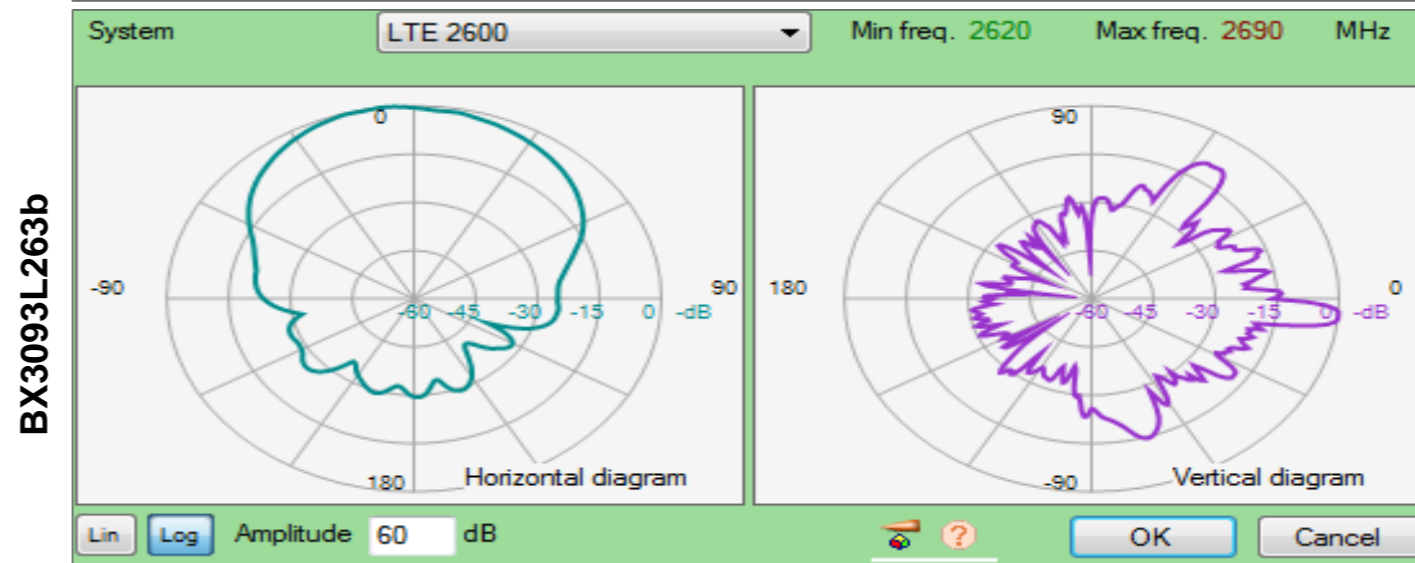 BX3093L263b
System LTE 2600 Min freq. 2620 Max freq. 2690 MHz
0
-90 90
-60 -45 -30 -15 0 -dB
180 Horizontal diagram
90
180 0
-60 -45 -30 -15 0 -dB
-90 Vertical diagram
Lin Log Amplitude 60 dB ? OK Cancel